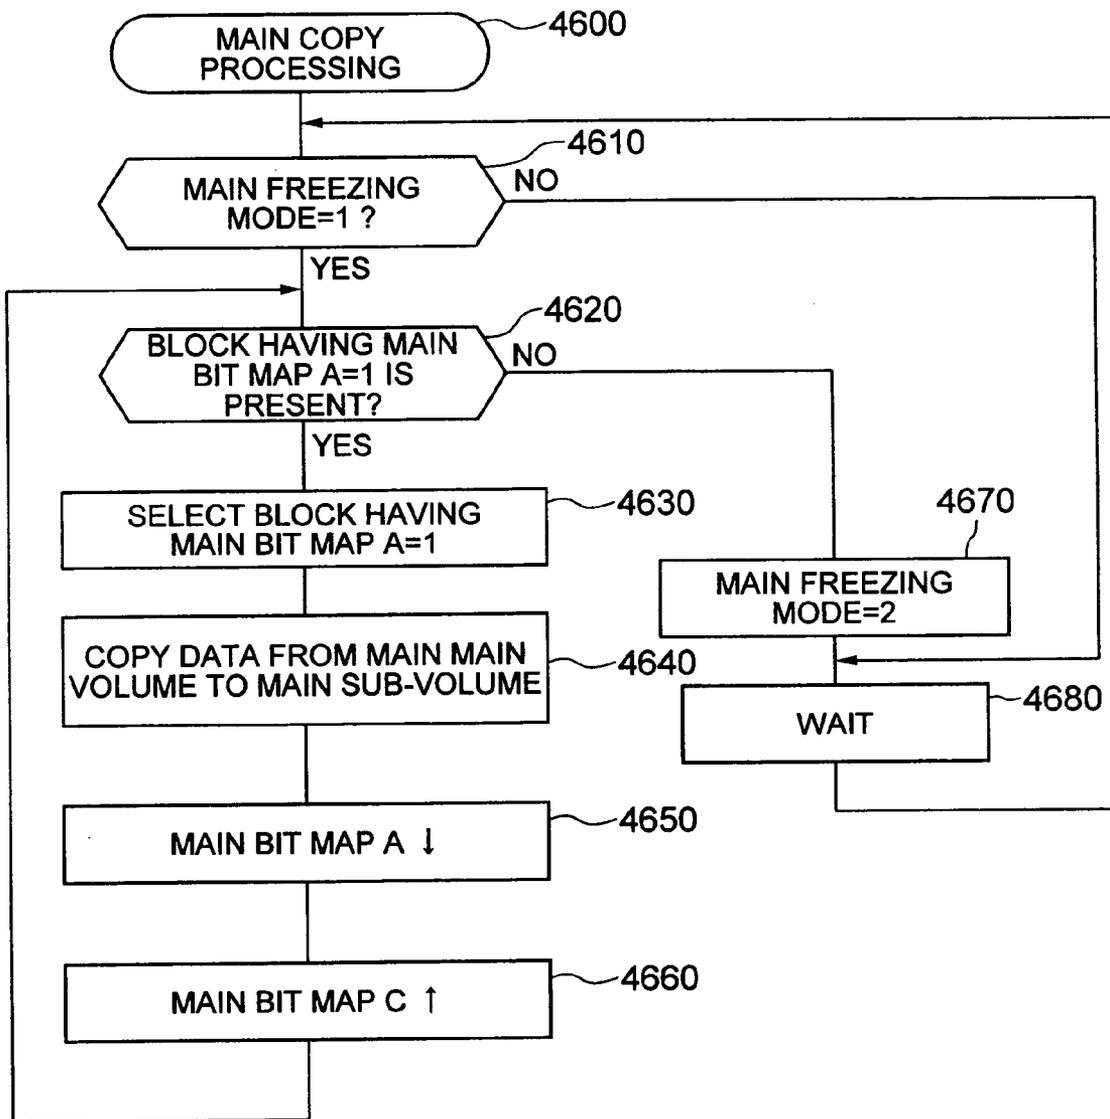 MAIN COPY
PROCESSING
4600
4610
MAIN FREEZING
MODE=1 ?
NO
YES
4620
BLOCK HAVING MAIN
BIT MAP A=1 IS
PRESENT?
NO
YES
SELECT BLOCK HAVING
MAIN BIT MAP A=1
4630
COPY DATA FROM MAIN MAIN
VOLUME TO MAIN SUB-VOLUME
4640
MAIN BIT MAP A ↓
4650
MAIN BIT MAP C ↑
4660
4670
MAIN FREEZING
MODE=2
WAIT
4680